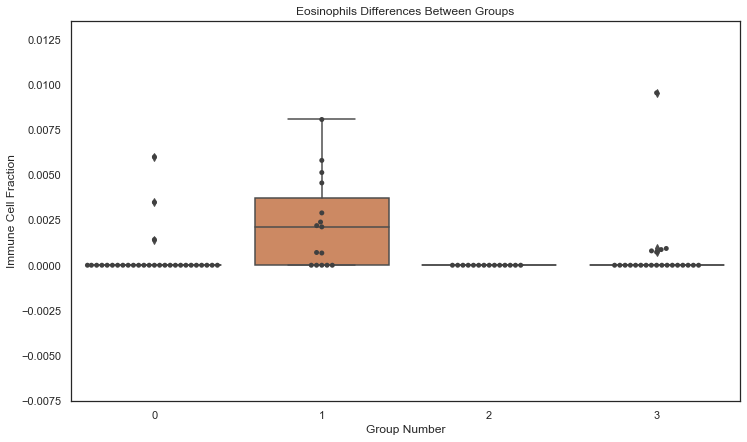 Eosinophils Differences Between Groups
Immune Cell Fraction
0.0125
0.0100
0.0075
0.0050
0.0025
0.0000
−0.0025
−0.0050
−0.0075
0 1 2 3
Group Number